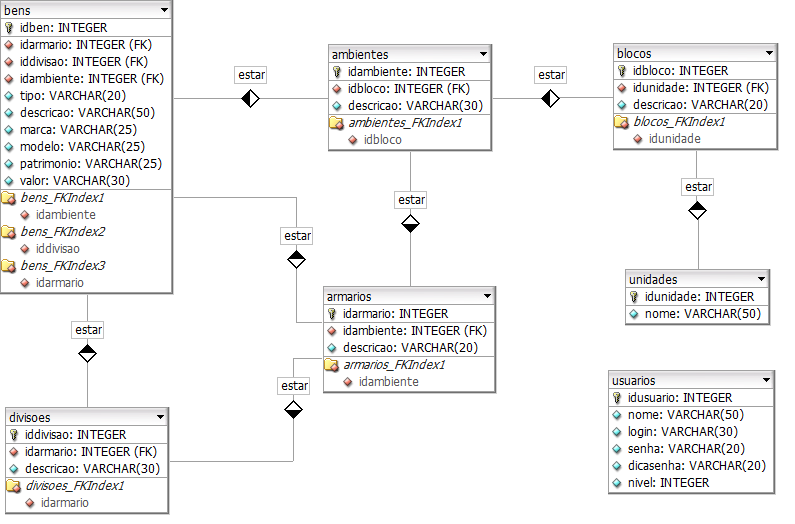 bens
idben: INTEGER
idarmario: INTEGER (FK)
iddivisao: INTEGER (FK)
idambiente: INTEGER (FK)
tipo: VARCHAR(20)
descricao: VARCHAR(50)
marca: VARCHAR(25)
modelo: VARCHAR(25)
patrimonio: VARCHAR(25)
valor: VARCHAR(30)
bens_FKIndex1
idambiente
bens_FKIndex2
iddivisao
bens_FKIndex3
idarmario
estar
ambientes
idambiente: INTEGER
idbloco: INTEGER (FK)
descricao: VARCHAR(30)
ambientes_FKIndex1
idbloco
estar
blocos
idbloco: INTEGER
idunidade: INTEGER (FK)
descricao: VARCHAR(20)
blocos_FKIndex1
idunidade
estar
estar
estar
unidades
idunidade: INTEGER
nome: VARCHAR(50)
armarios
idarmario: INTEGER
idambiente: INTEGER (FK)
descricao: VARCHAR(20)
armarios_FKIndex1
idambiente
estar
estar
divisoes
iddivisao: INTEGER
idarmario: INTEGER (FK)
descricao: VARCHAR(30)
divisoes_FKIndex1
idarmario
usuarios
idusuario: INTEGER
nome: VARCHAR(50)
login: VARCHAR(30)
senha: VARCHAR(20)
dicasenha: VARCHAR(20)
nivel: INTEGER